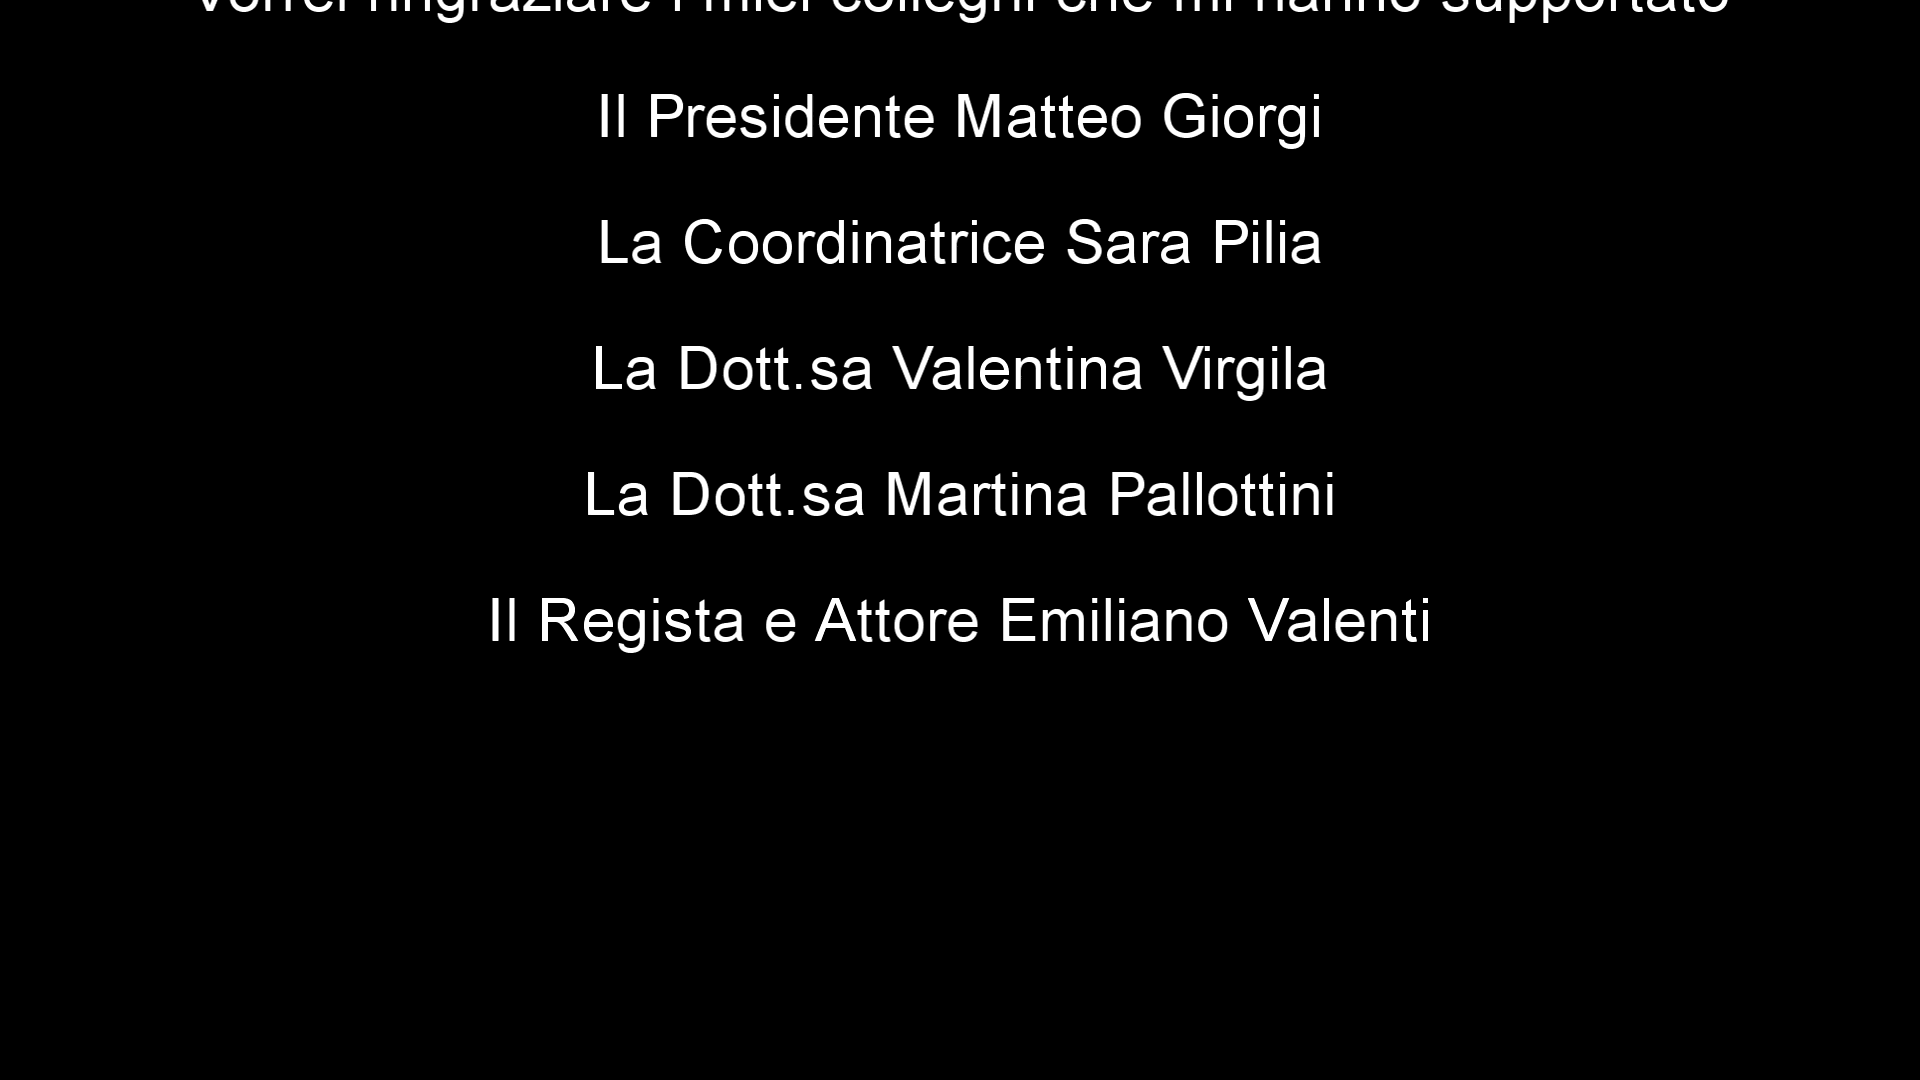 Vorrei ringraziare i miei colleghi che mi hanno supportato
Il Presidente Matteo Giorgi
La Coordinatrice Sara Pilia
La Dott.sa Valentina Virgila
La Dott.sa Martina Pallottini
Il Regista e Attore Emiliano Valenti